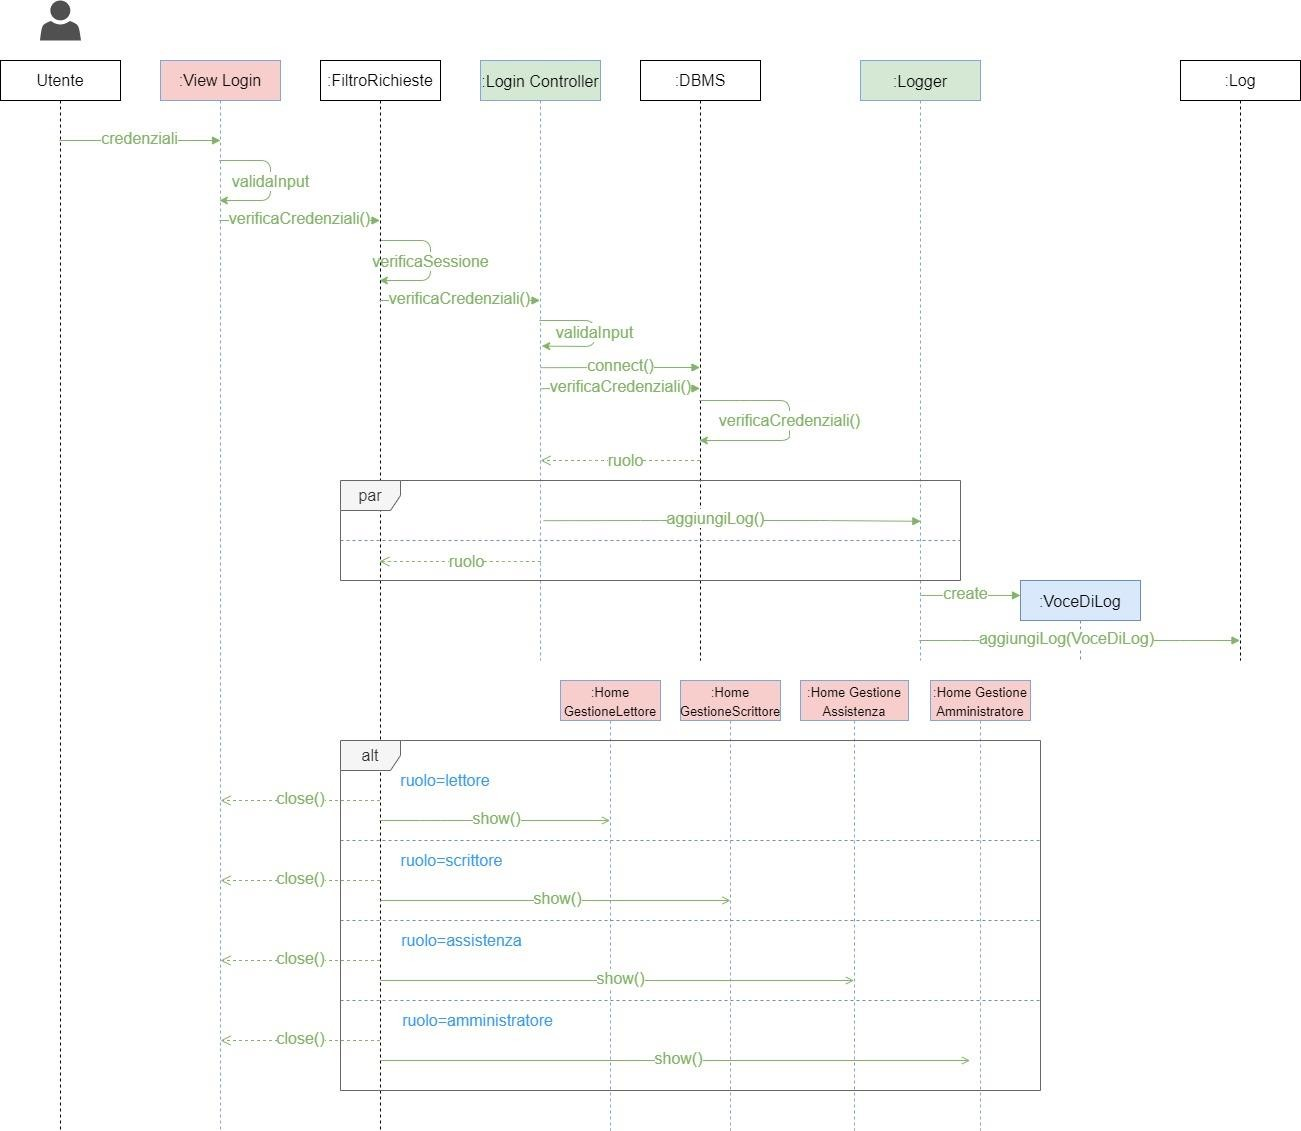 Utente
:View Login
:FiltroRichieste
:Login Controller
:DBMS
:Logger
:Log
credenziali
validaInput
verificaCredenziali()
verificaSessione
verificaCredenziali()
validaInput
connect()
verificaCredenziali()
verificaCredenziali()
ruolo
par
aggiungiLog()
ruolo
create
:VoceDiLog
aggiungiLog(VoceDiLog)
:Home
GestioneLettore
:Home
GestioneScrittore
:Home Gestione
Assistenza
:Home Gestione
Amministratore
alt
ruolo=lettore
close()
show()
ruolo=scrittore
close()
show()
ruolo=assistenza
close()
show()
ruolo=amministratore
close()
show()